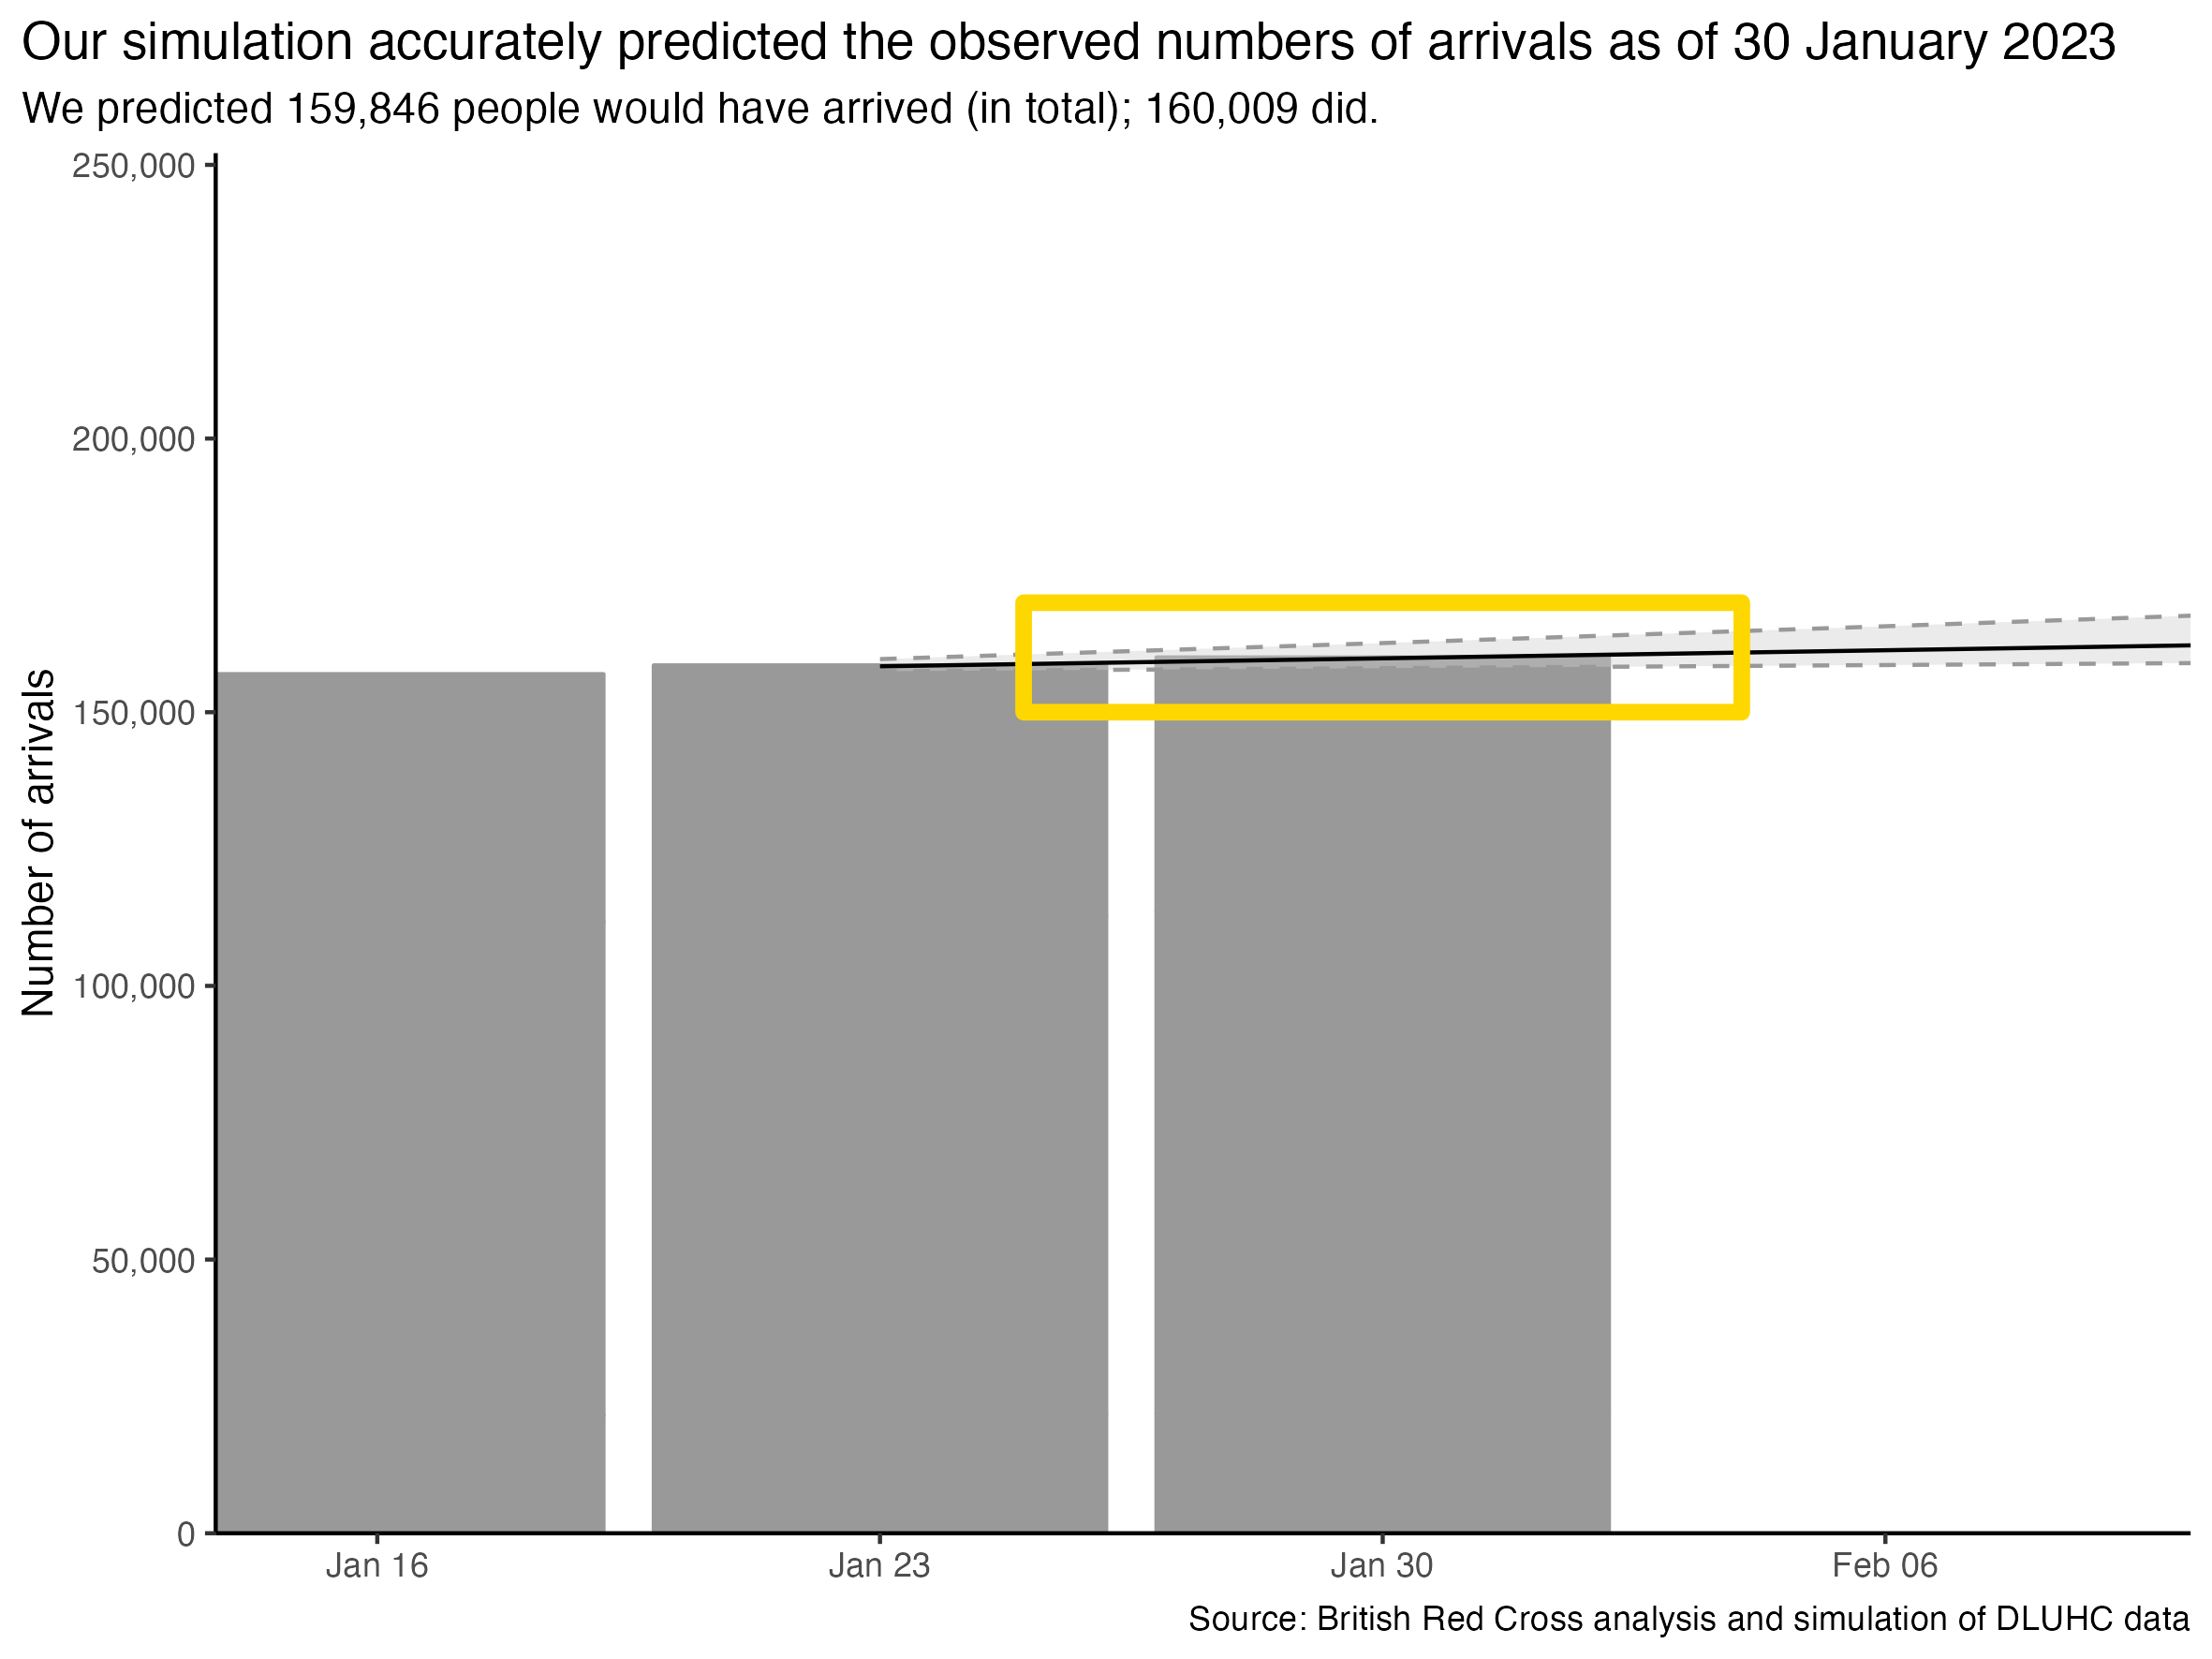 Our simulation accurately predicted the observed numbers of arrivals as of 30 January 2023
We predicted 159,846 people would have arrived (in total); 160,009 did.
Number of arrivals
250,000
200,000
150,000
100,000
50,000
0
Jan 16
Jan 23
Jan 30
Feb 06
Source: British Red Cross analysis and simulation of DLUHC data